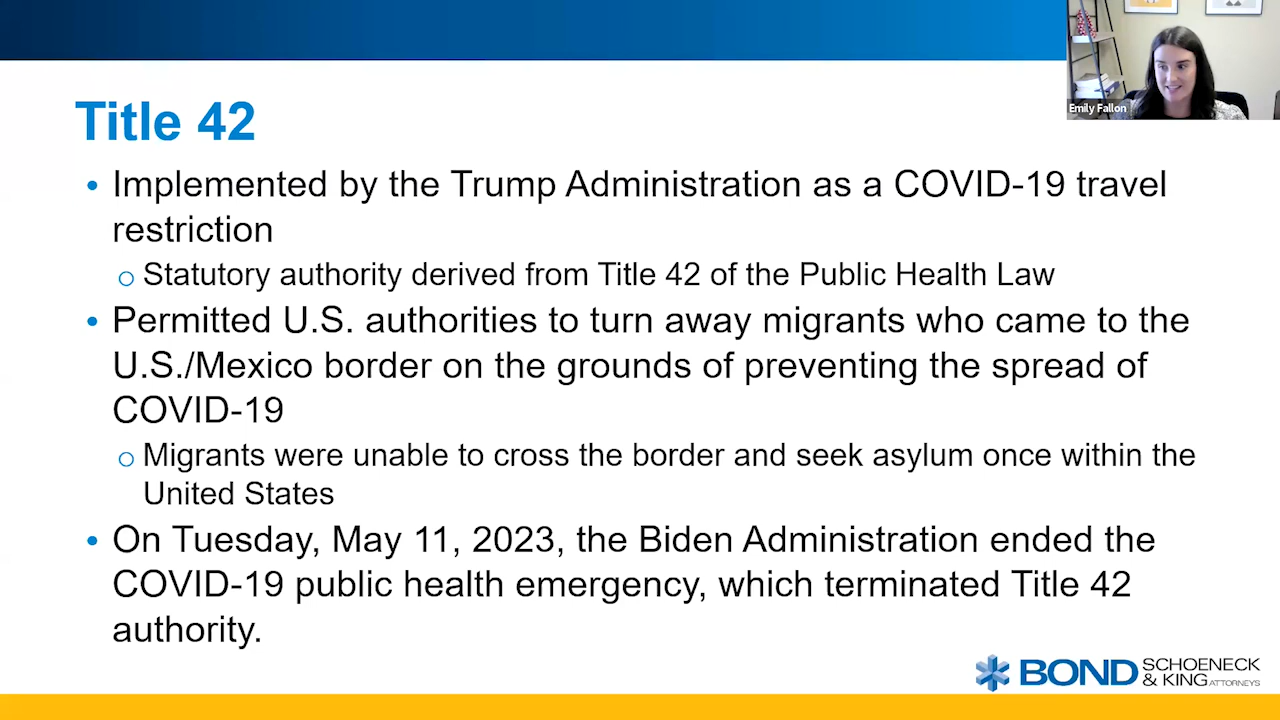 Emily Fallon
Title 42
• Implemented by the Trump Administration as a COVID-19 travel
restriction
o Statutory authority derived from Title 42 of the Public Health Law
• Permitted U.S. authorities to turn away migrants who came to the
U.S./Mexico border on the grounds of preventing the spread of
COVID-19
o Migrants were unable to cross the border and seek asylum once within the
United States
• On Tuesday, May 11, 2023, the Biden Administration ended the
COVID-19 public health emergency, which terminated Title 42
authority.
BOND SCHOENECK
& KING ATTORNEYS